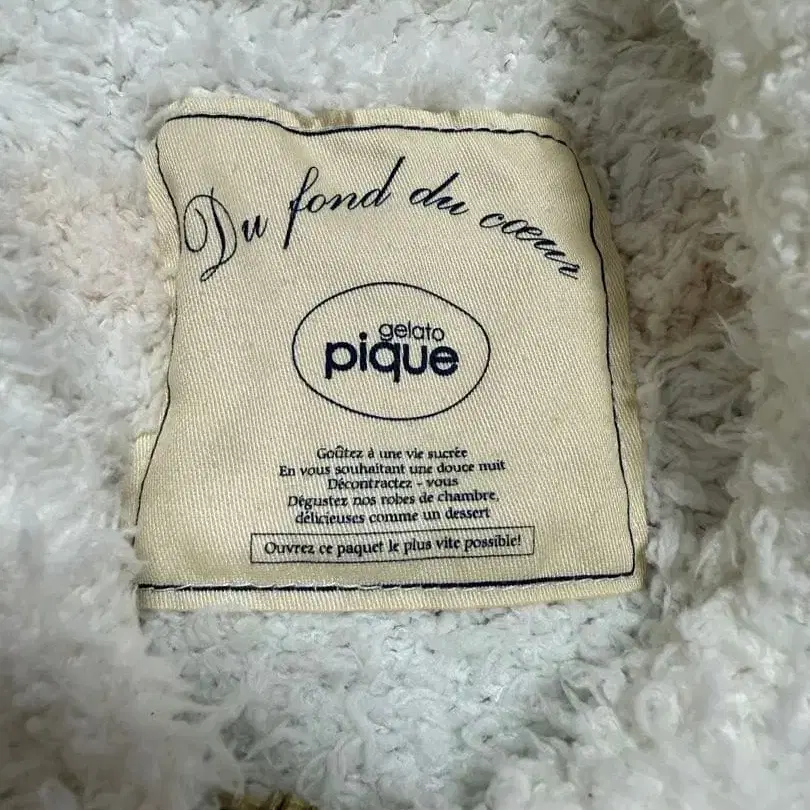 Du fond du cœur
gelato
pique
Goûtez à une vie sucrée
En vous souhaitant une douce nuit
Décontractez - vous
Dégustez nos robes de chambre,
délicieuses comme un dessert
Ouvrez ce paquet le plus vite possible!